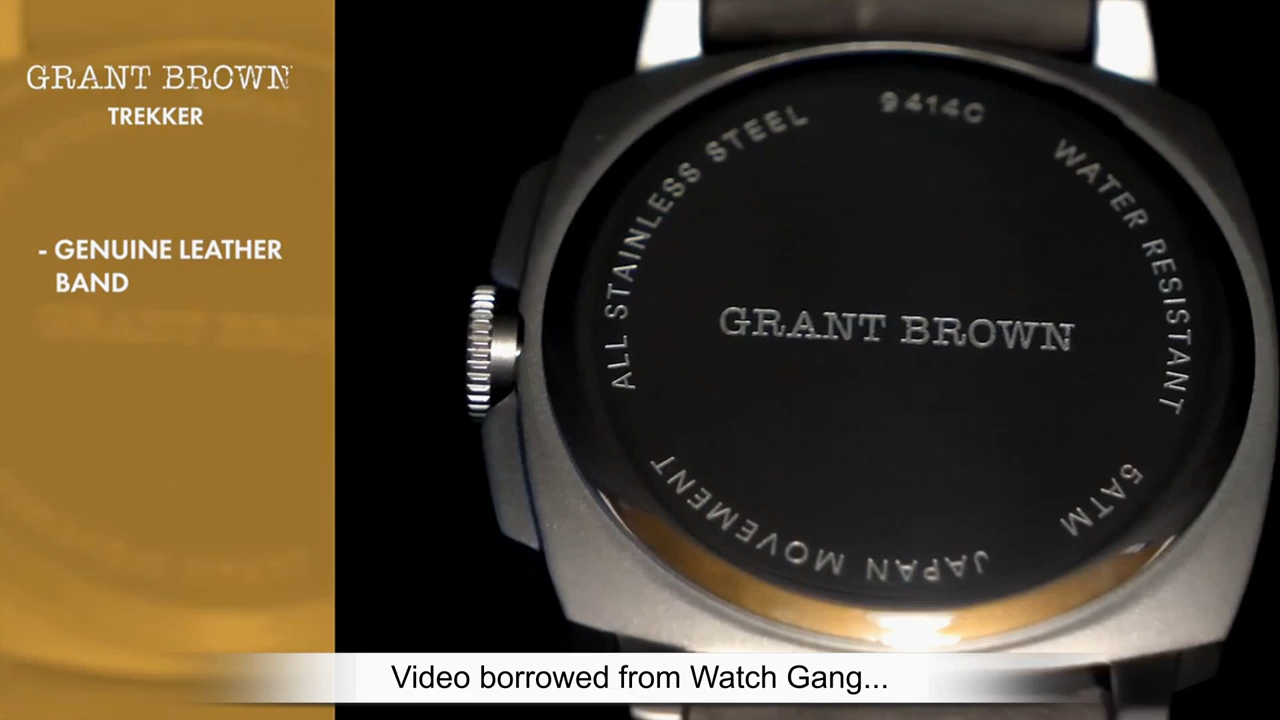 GRANT BROWN
TREKKER
- GENUINE LEATHER
BAND
ALL STAINLESS STEEL
9414C
WATER RESISTANT
5ATM
JAPAN MOVEMENT
GRANT BROWN
Video borrowed from Watch Gang...